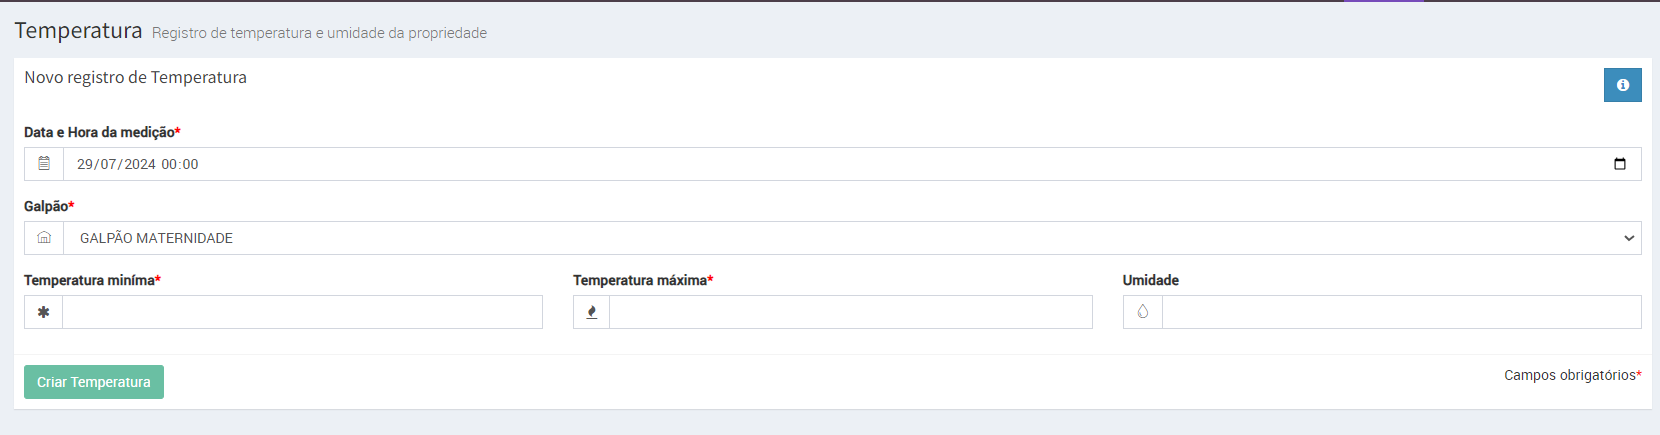 Temperatura Registro de temperatura e umidade da propriedade
Novo registro de Temperatura
Data e Hora da medição*
29/07/2024 00:00
Galpão*
GALPÃO MATERNIDADE
Temperatura miníma* Temperatura máxima* Umidade
Criar Temperatura Campos obrigatórios*